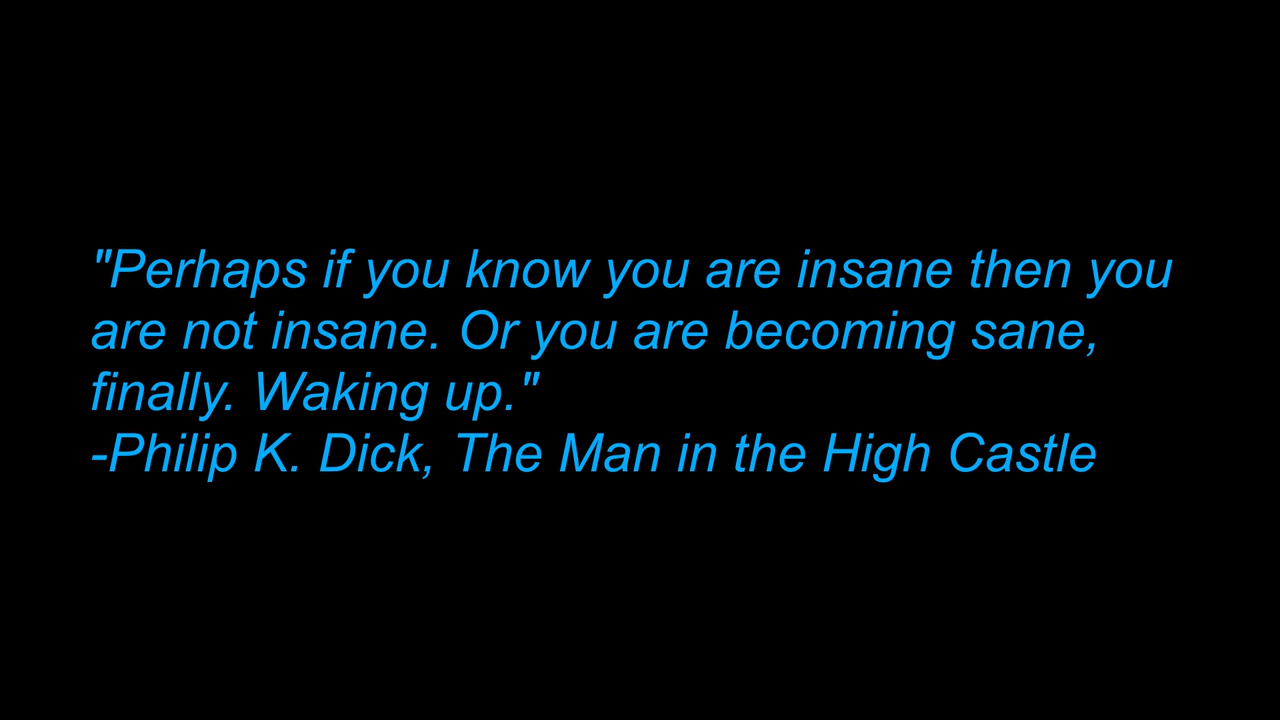 "Perhaps if you know you are insane then you
are not insane. Or you are becoming sane,
finally. Waking up."
-Philip K. Dick, The Man in the High Castle